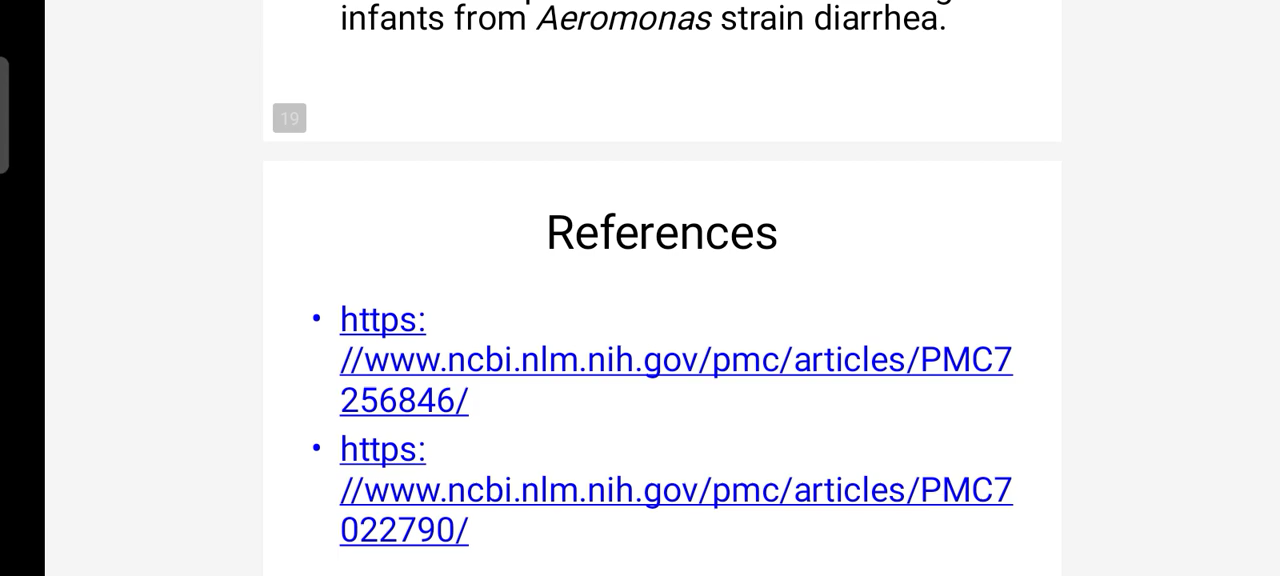 infants from Aeromonas strain diarrhea.
19
References
• https:
//www.ncbi.nlm.nih.gov/pmc/articles/PMC7
256846/
• https:
//www.ncbi.nlm.nih.gov/pmc/articles/PMC7
022790/